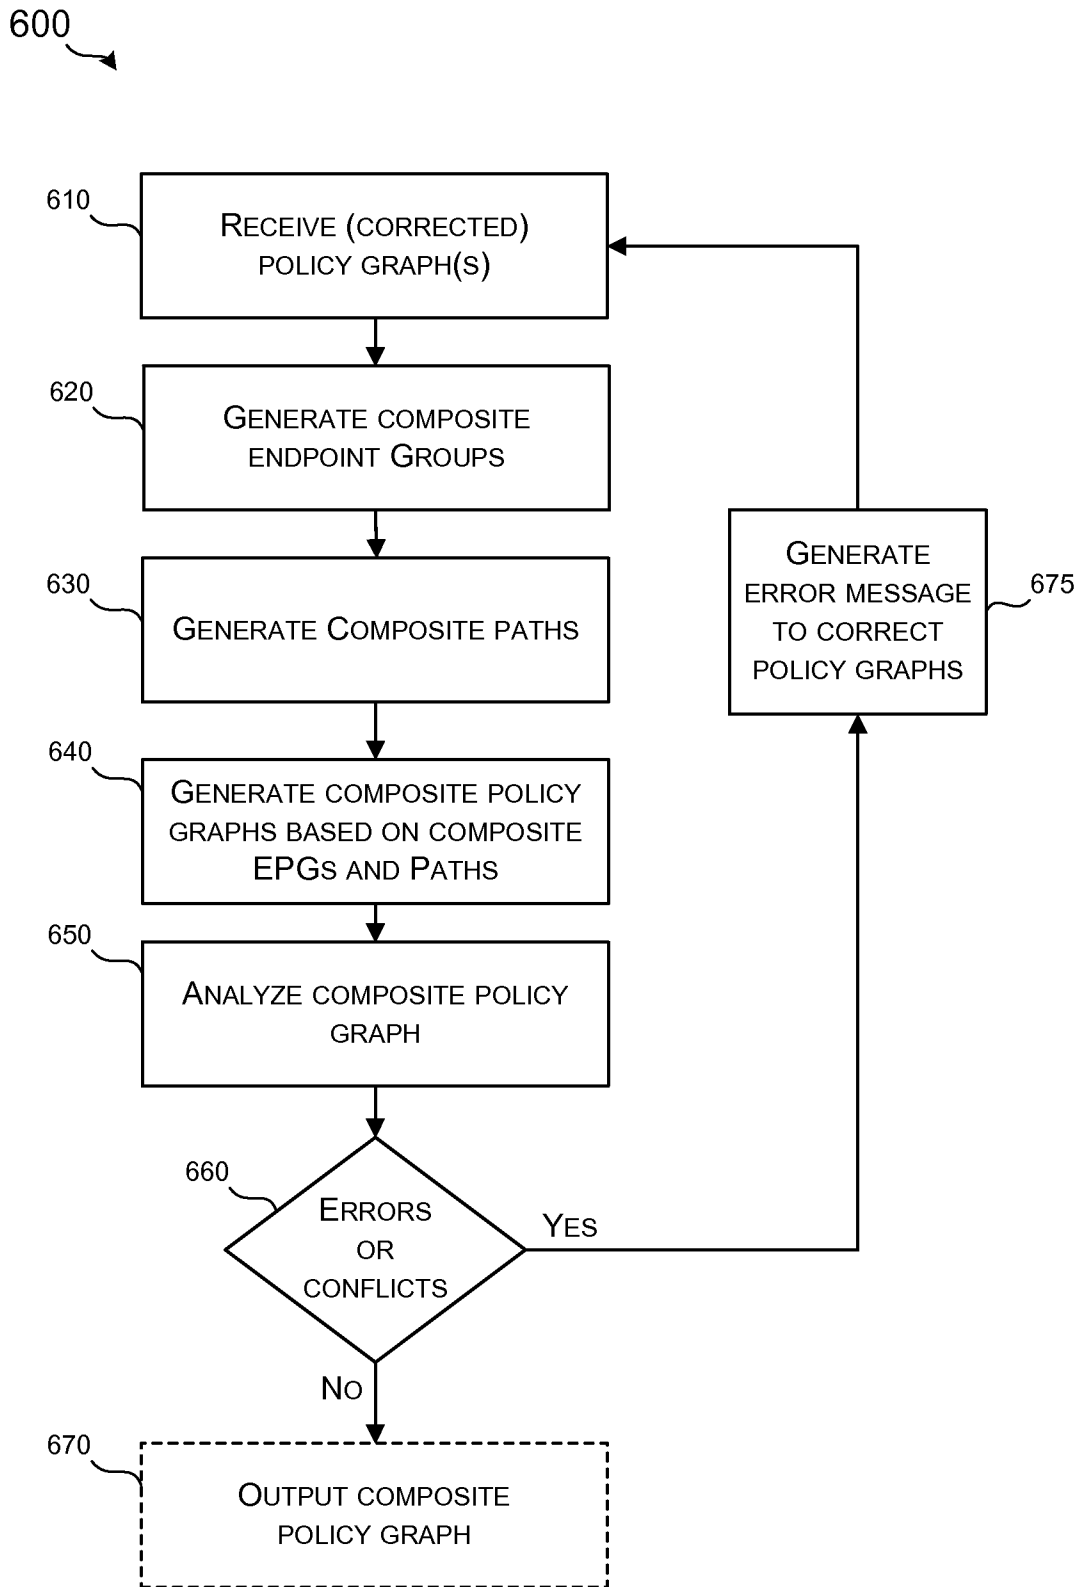 600
610
RECEIVE (CORRECTED)
POLICY GRAPH(S)
620
GENERATE COMPOSITE
ENDPOINT GROUPS
630
GENERATE COMPOSITE PATHS
640
GENERATE COMPOSITE POLICY
GRAPHS BASED ON COMPOSITE
EPGS AND PATHS
650
ANALYZE COMPOSITE POLICY
GRAPH
660
ERRORS
OR
CONFLICTS
YES
NO
GENERATE
ERROR MESSAGE
TO CORRECT
POLICY GRAPHS
675
670
OUTPUT COMPOSITE
POLICY GRAPH